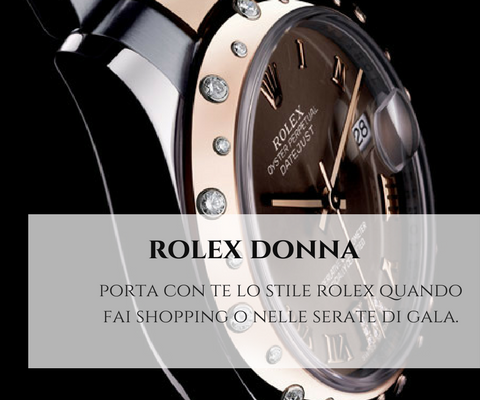 ROLEX
OYSTER PERPETUAL
DATEJUST
28
ROLEX DONNA
PORTA CON TE LO STILE ROLEX QUANDO
FAI SHOPPING O NELLE SERATE DI GALA.